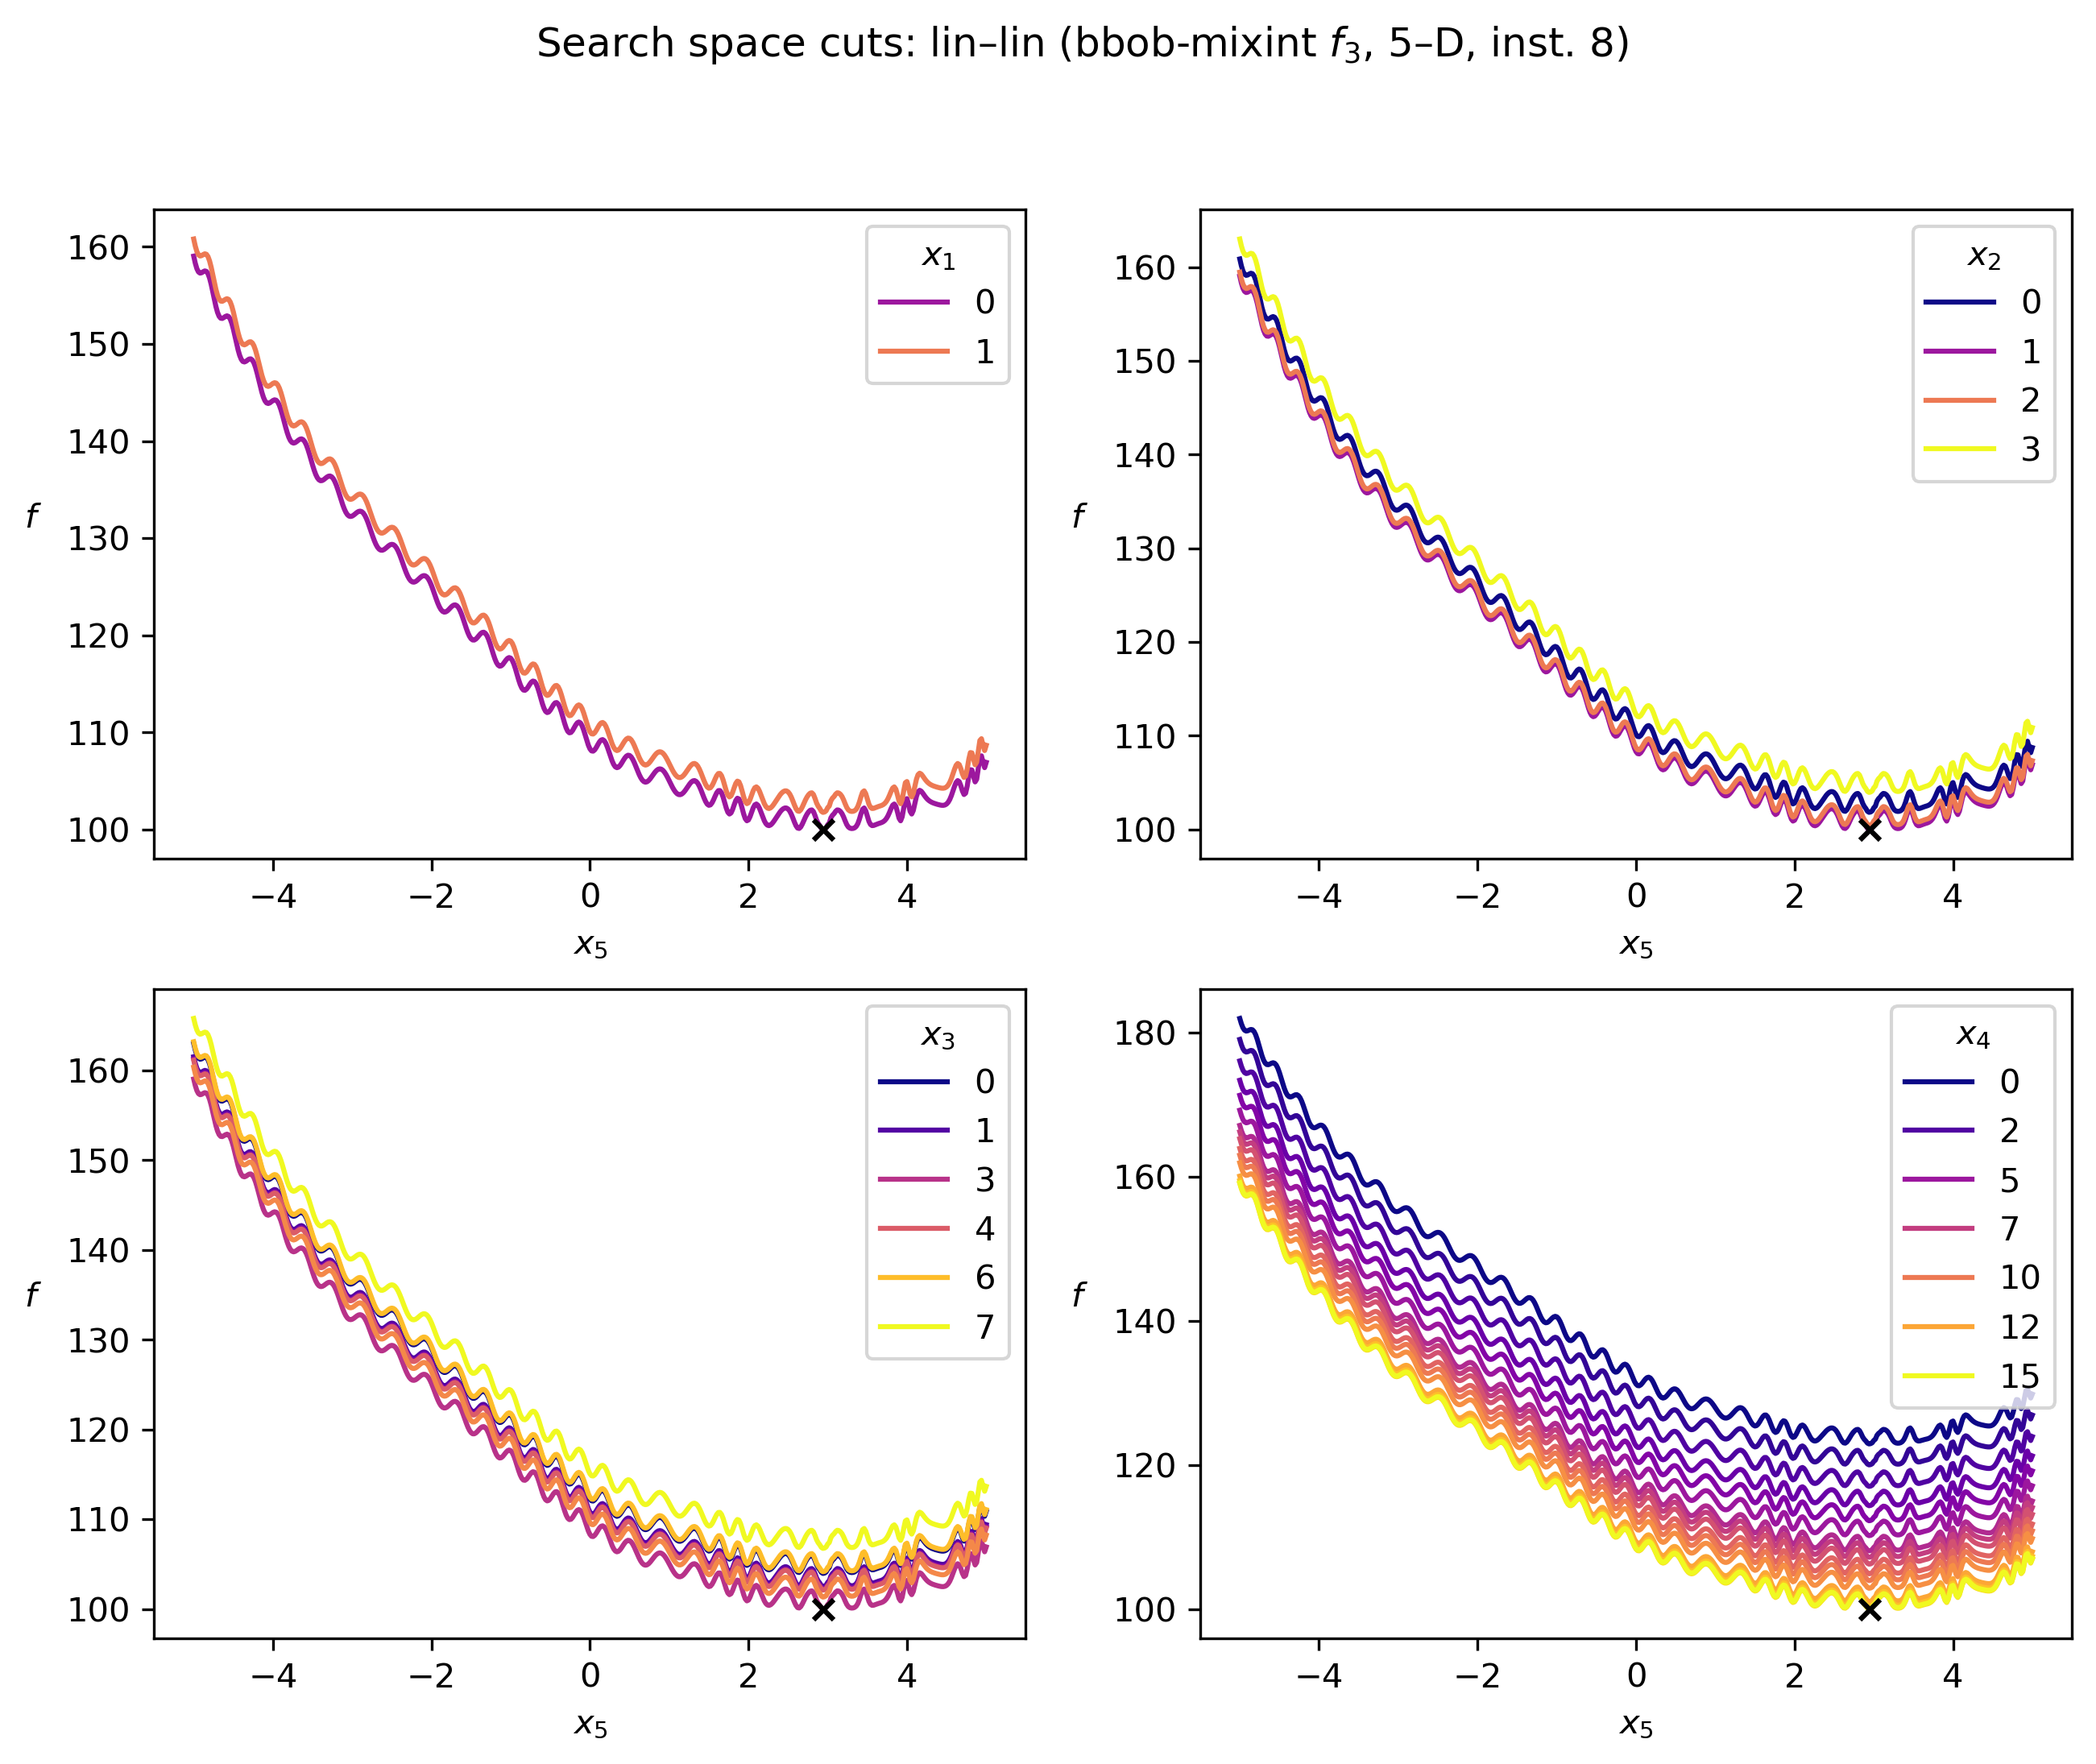 Search space cuts: lin–lin (bbob-mixint f₃, 5–D, inst. 8)
160
150
140
130
120
110
100
f
−4 −2 0 2 4
x₅
x₁
0
1
160
150
140
130
120
110
100
f
−4 −2 0 2 4
x₅
x₂
0
1
2
3
160
150
140
130
120
110
100
f
−4 −2 0 2 4
x₅
x₃
0
1
3
4
6
7
180
160
140
120
100
f
−4 −2 0 2 4
x₅
x₄
0
2
5
7
10
12
15